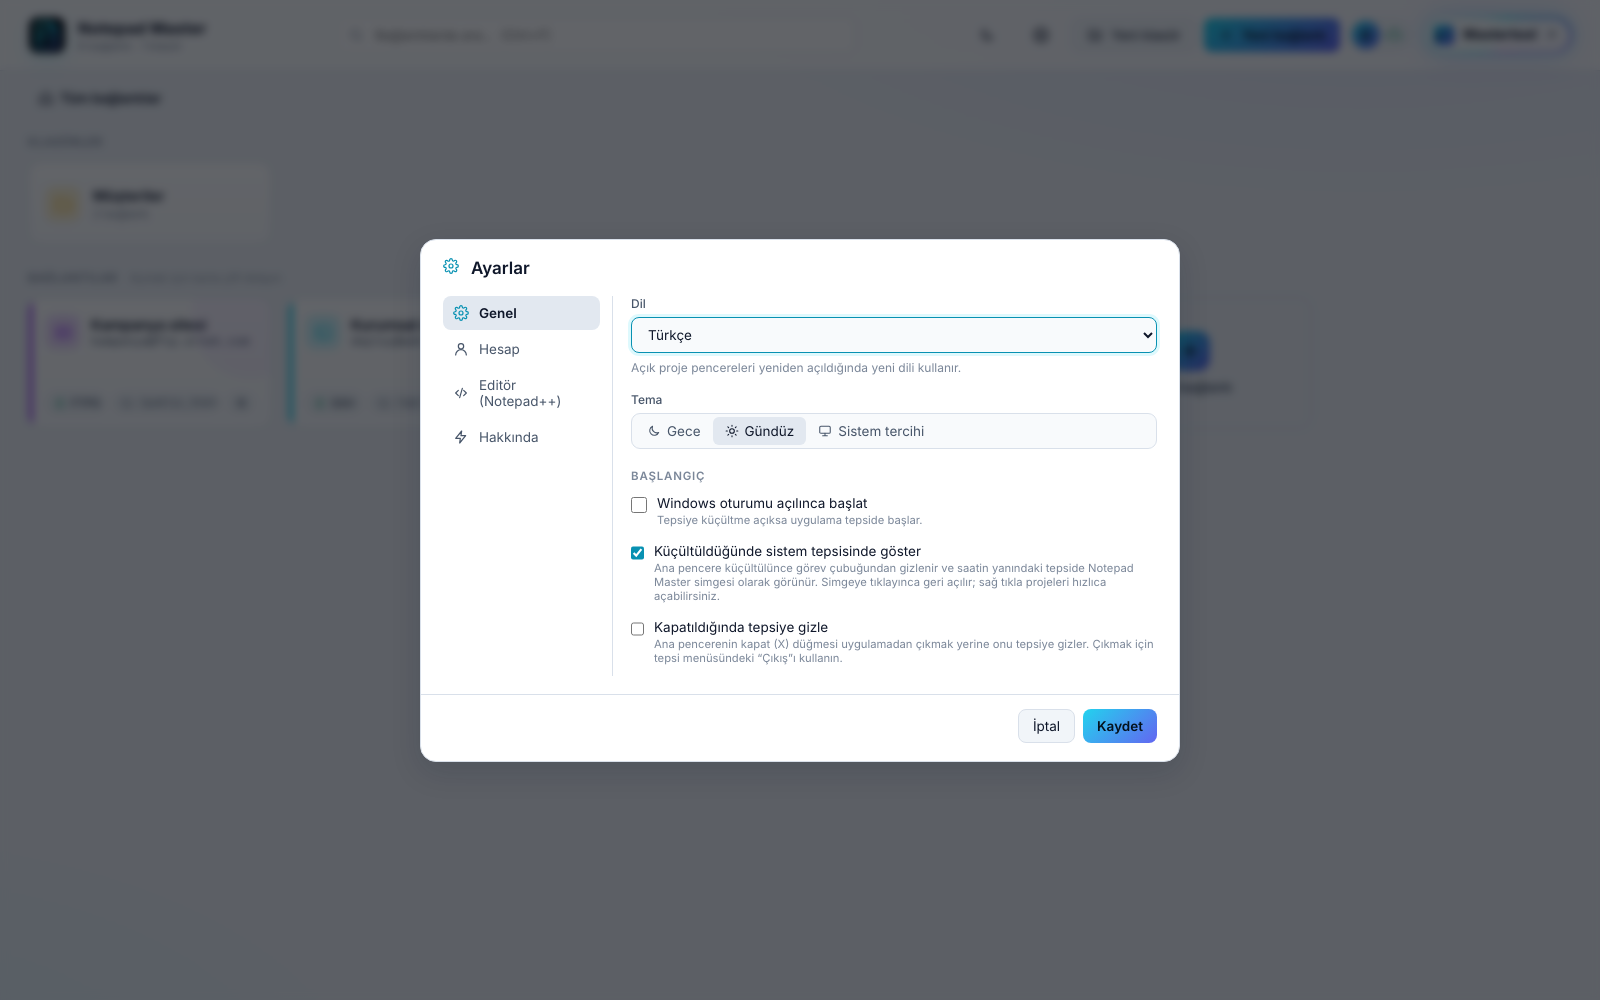 Notepad Master
Ayarlar
Genel
Hesap
Editör
(Notepad++)
Hakkında
Dil
Türkçe
Açık proje pencereleri yeniden açıldığında yeni dili kullanır.
Tema
Gece
Gündüz
Sistem tercihi
BAŞLANGIÇ
Windows oturumu açılınca başlat
Tepsiye küçültme açıksa uygulama tepside başlar.
Küçültüldüğünde sistem tepsisinde göster
Ana pencere küçültülünce görev çubuğundan gizlenir ve saatin yanındaki tepside Notepad
Master simgesi olarak görünür. Simgeye tıklayınca geri açılır; sağ tıkla projeleri hızlıca
açabilirsiniz.
Kapatıldığında tepsiye gizle
Ana pencerenin kapat (X) düğmesi uygulamadan çıkmak yerine onu tepsiye gizler. Çıkmak için
tepsi menüsündeki “Çıkış”ı kullanın.
İptal
Kaydet